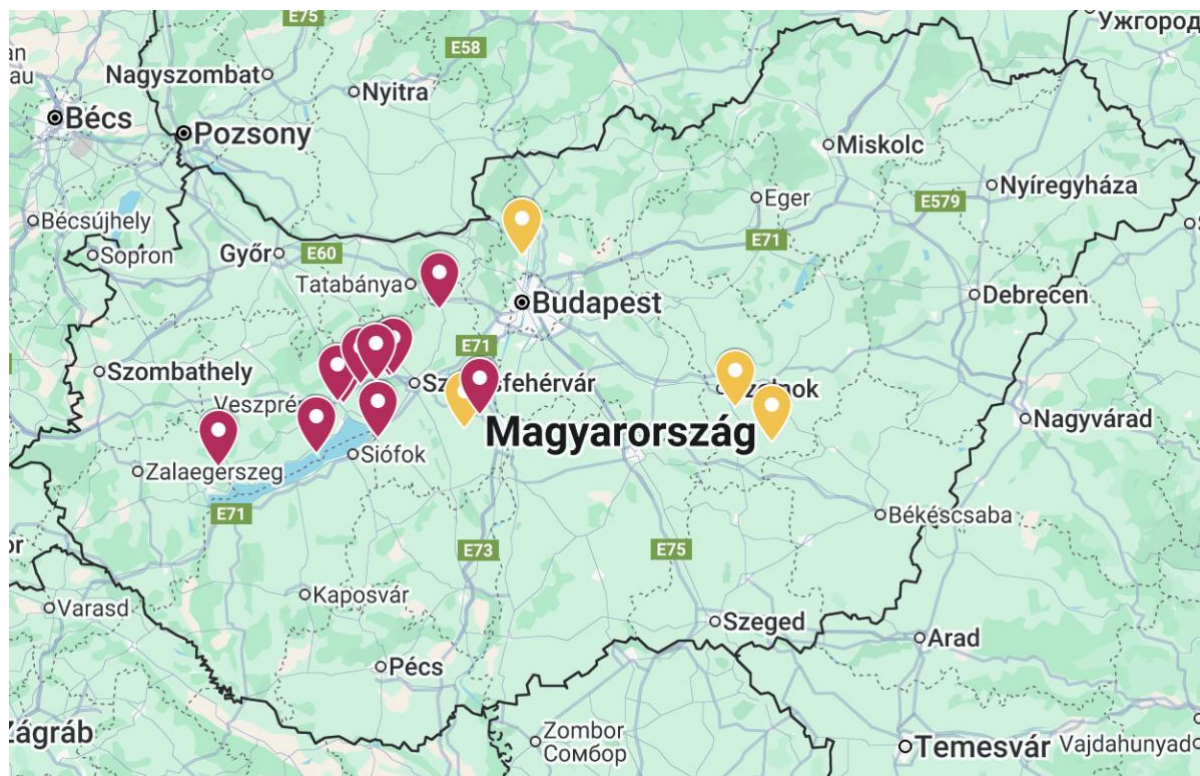 E75
Ужгород
E58
Nagyszombat
Nyitra
Bécs
Pozsony
Miskolc
Nyíregyháza
Eger
E579
Bécsújhely
Sopron
Győr
E60
E71
Tatabánya
Budapest
Debrecen
E71
Szombathely
Veszpré
fehérvár
Nagyvárad
Magyarország
Siófok
Zalaegerszeg
E71
Békéscsaba
E73
E75
Kaposvár
Varasd
Szeged
Arad
Pécs
Zombor
Сомбор
Temesvár
Vajdahunyad